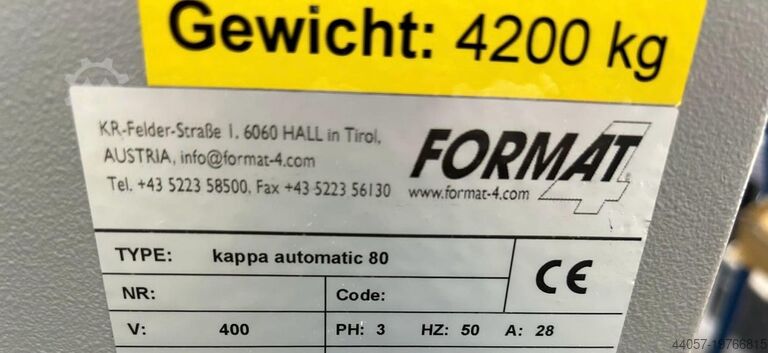 Gewicht: 4200 kg
KR-Felder-Straße 1, 6060 HALL in Tirol,
AUSTRIA, info@format-4.com
Tel. +43 5223 58500, Fax +43 5223 56130
FORMAT 4
www.format-4.com
TYPE: kappa automatic 80
CE
NR: Code:
V: 400 PH: 3 HZ: 50 A: 28
44057-19766815